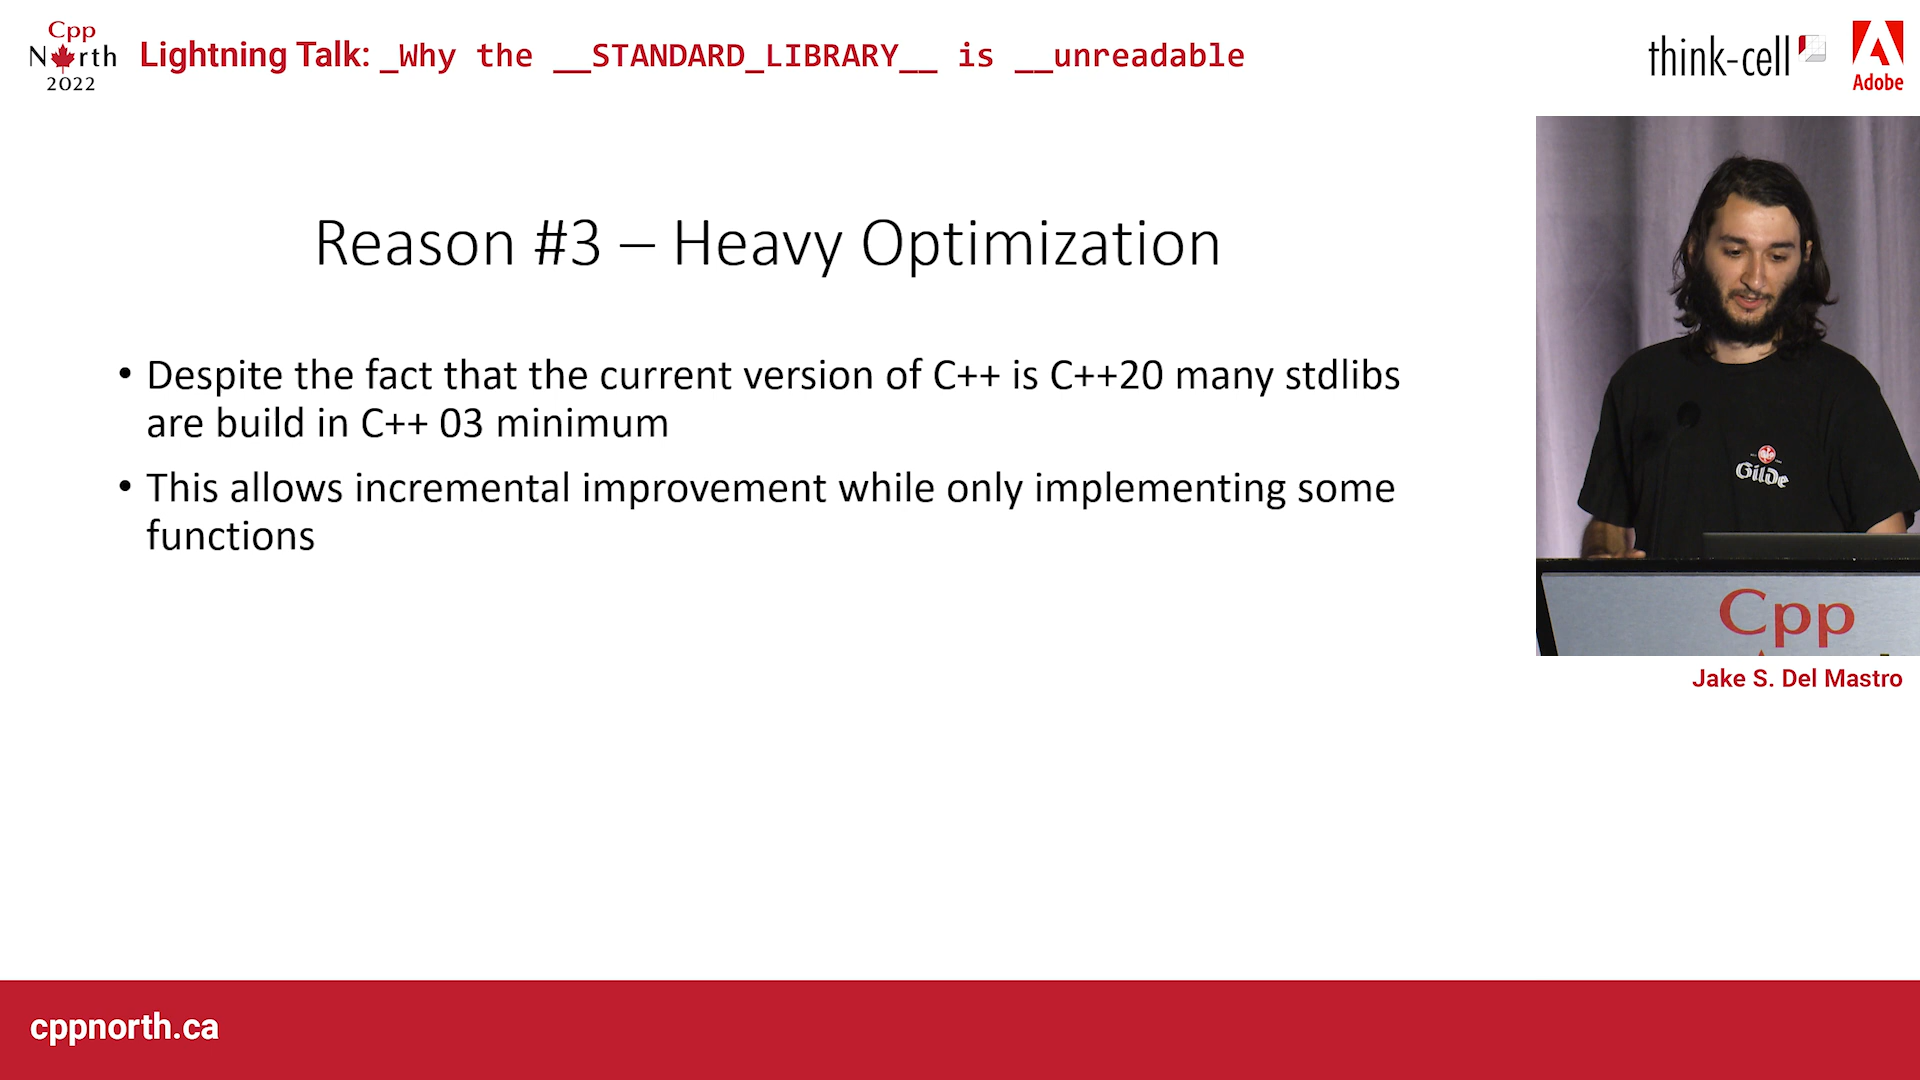 Cpp
North
2022
Lightning Talk: _Why the __STANDARD_LIBRARY__ is __unreadable
think-cell
Adobe
Reason #3 – Heavy Optimization
• Despite the fact that the current version of C++ is C++20 many stdlibs
are build in C++ 03 minimum
• This allows incremental improvement while only implementing some
functions
Gilde
Cpp
Jake S. Del Mastro
cppnorth.ca